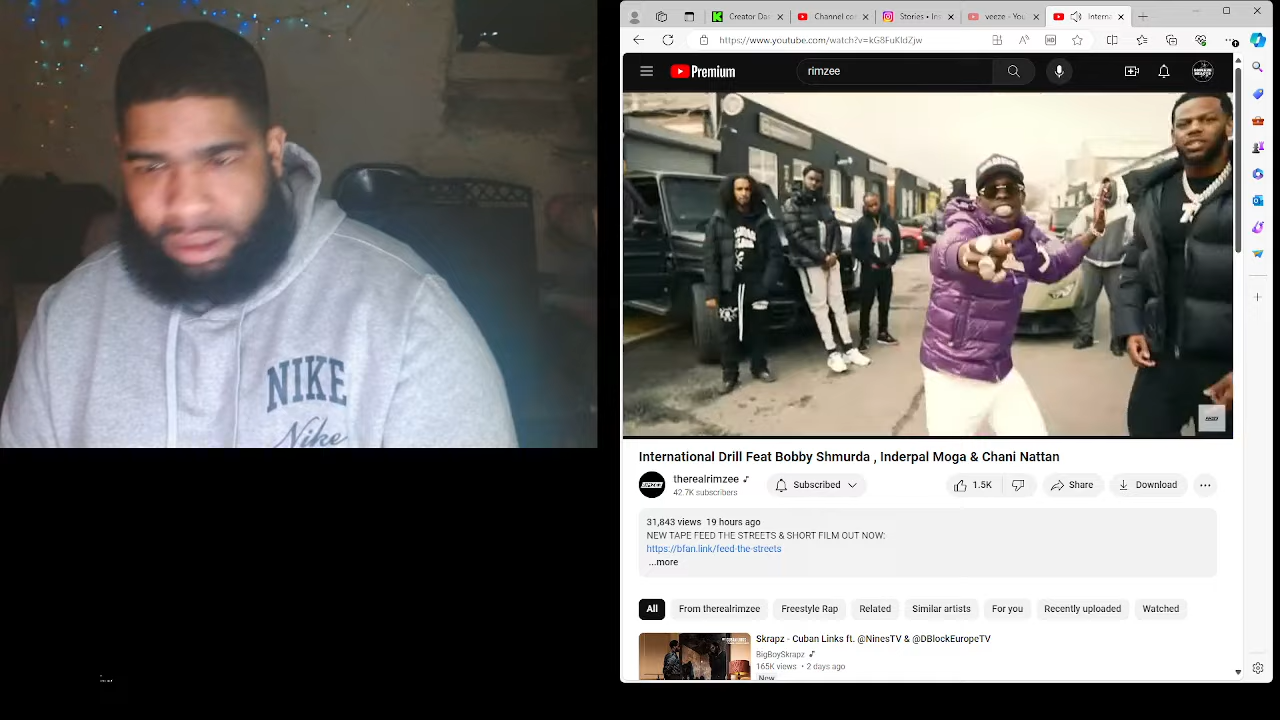 NIKE
Nike
Creator Da
Channel co
Stories • In
veeze - You
Interna
https://www.youtube.com/watch?v=kG8FuKldZjw
Premium
rimzee
International Drill Feat Bobby Shmurda , Inderpal Moga & Chani Nattan
therealrimzee
42.7K subscribers
Subscribed
1.5K
Share
Download
31,843 views 19 hours ago
NEW TAPE FEED THE STREETS & SHORT FILM OUT NOW:
https://bfan.link/feed-the-streets
...more
All
From therealrimzee
Freestyle Rap
Related
Similar artists
For you
Recently uploaded
Watched
Skrapz - Cuban Links ft. @NinesTV & @DBlockEuropeTV
BigBoySkrapz
165K views • 2 days ago
New